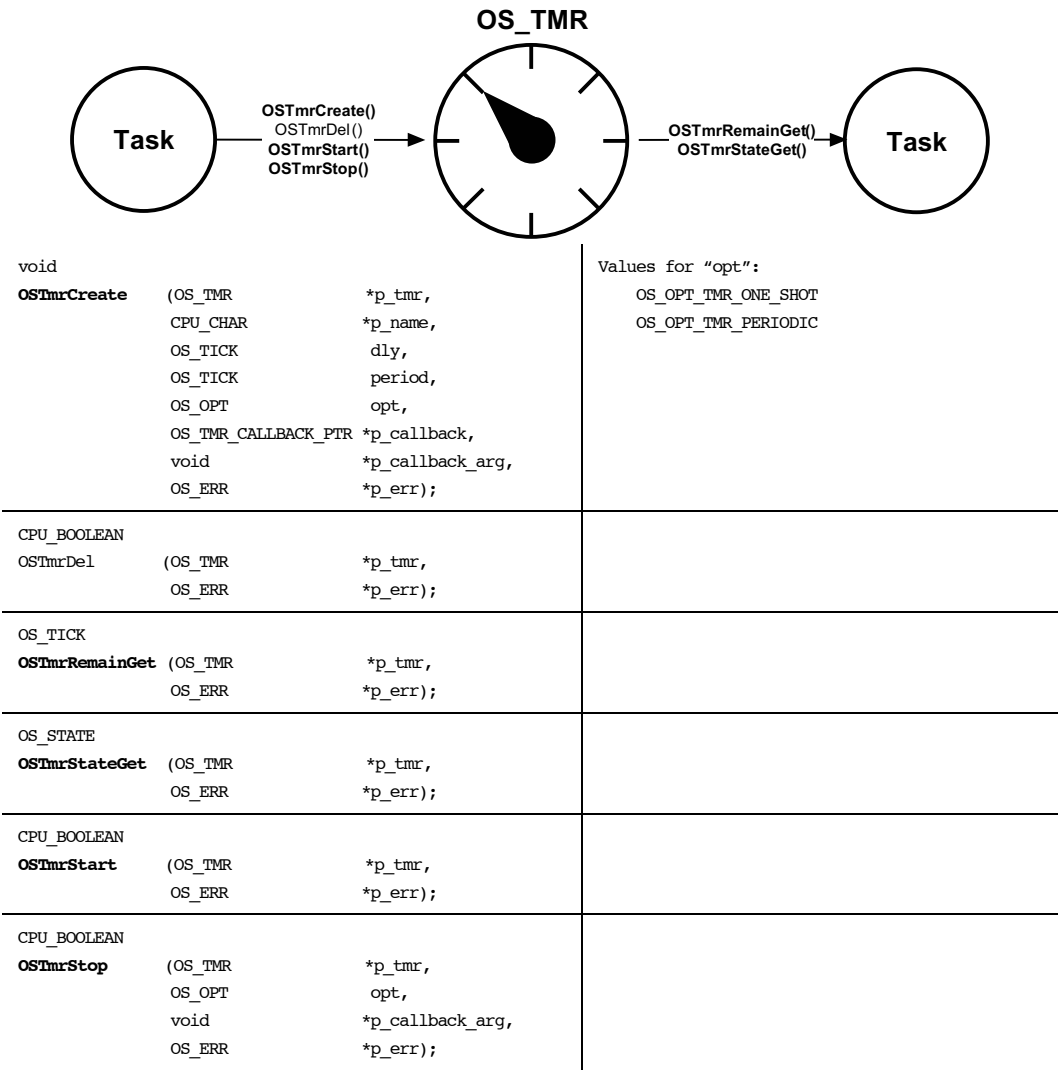 OS_TMR
Task
OSTmrCreate()
OSTmrDel()
OSTmrStart()
OSTmrStop()
OSTmrRemainGet()
OSTmrStateGet()
Task
void
OSTmrCreate (OS_TMR *p_tmr,
CPU_CHAR *p_name,
OS_TICK dly,
OS_TICK period,
OS_OPT opt,
OS_TMR_CALLBACK_PTR *p_callback,
void *p_callback_arg,
OS_ERR *p_err);
Values for “opt”:
OS_OPT_TMR_ONE_SHOT
OS_OPT_TMR_PERIODIC
CPU_BOOLEAN
OSTmrDel (OS_TMR *p_tmr,
OS_ERR *p_err);
OS_TICK
OSTmrRemainGet (OS_TMR *p_tmr,
OS_ERR *p_err);
OS_STATE
OSTmrStateGet (OS_TMR *p_tmr,
OS_ERR *p_err);
CPU_BOOLEAN
OSTmrStart (OS_TMR *p_tmr,
OS_ERR *p_err);
CPU_BOOLEAN
OSTmrStop (OS_TMR *p_tmr,
OS_OPT opt,
void *p_callback_arg,
OS_ERR *p_err);